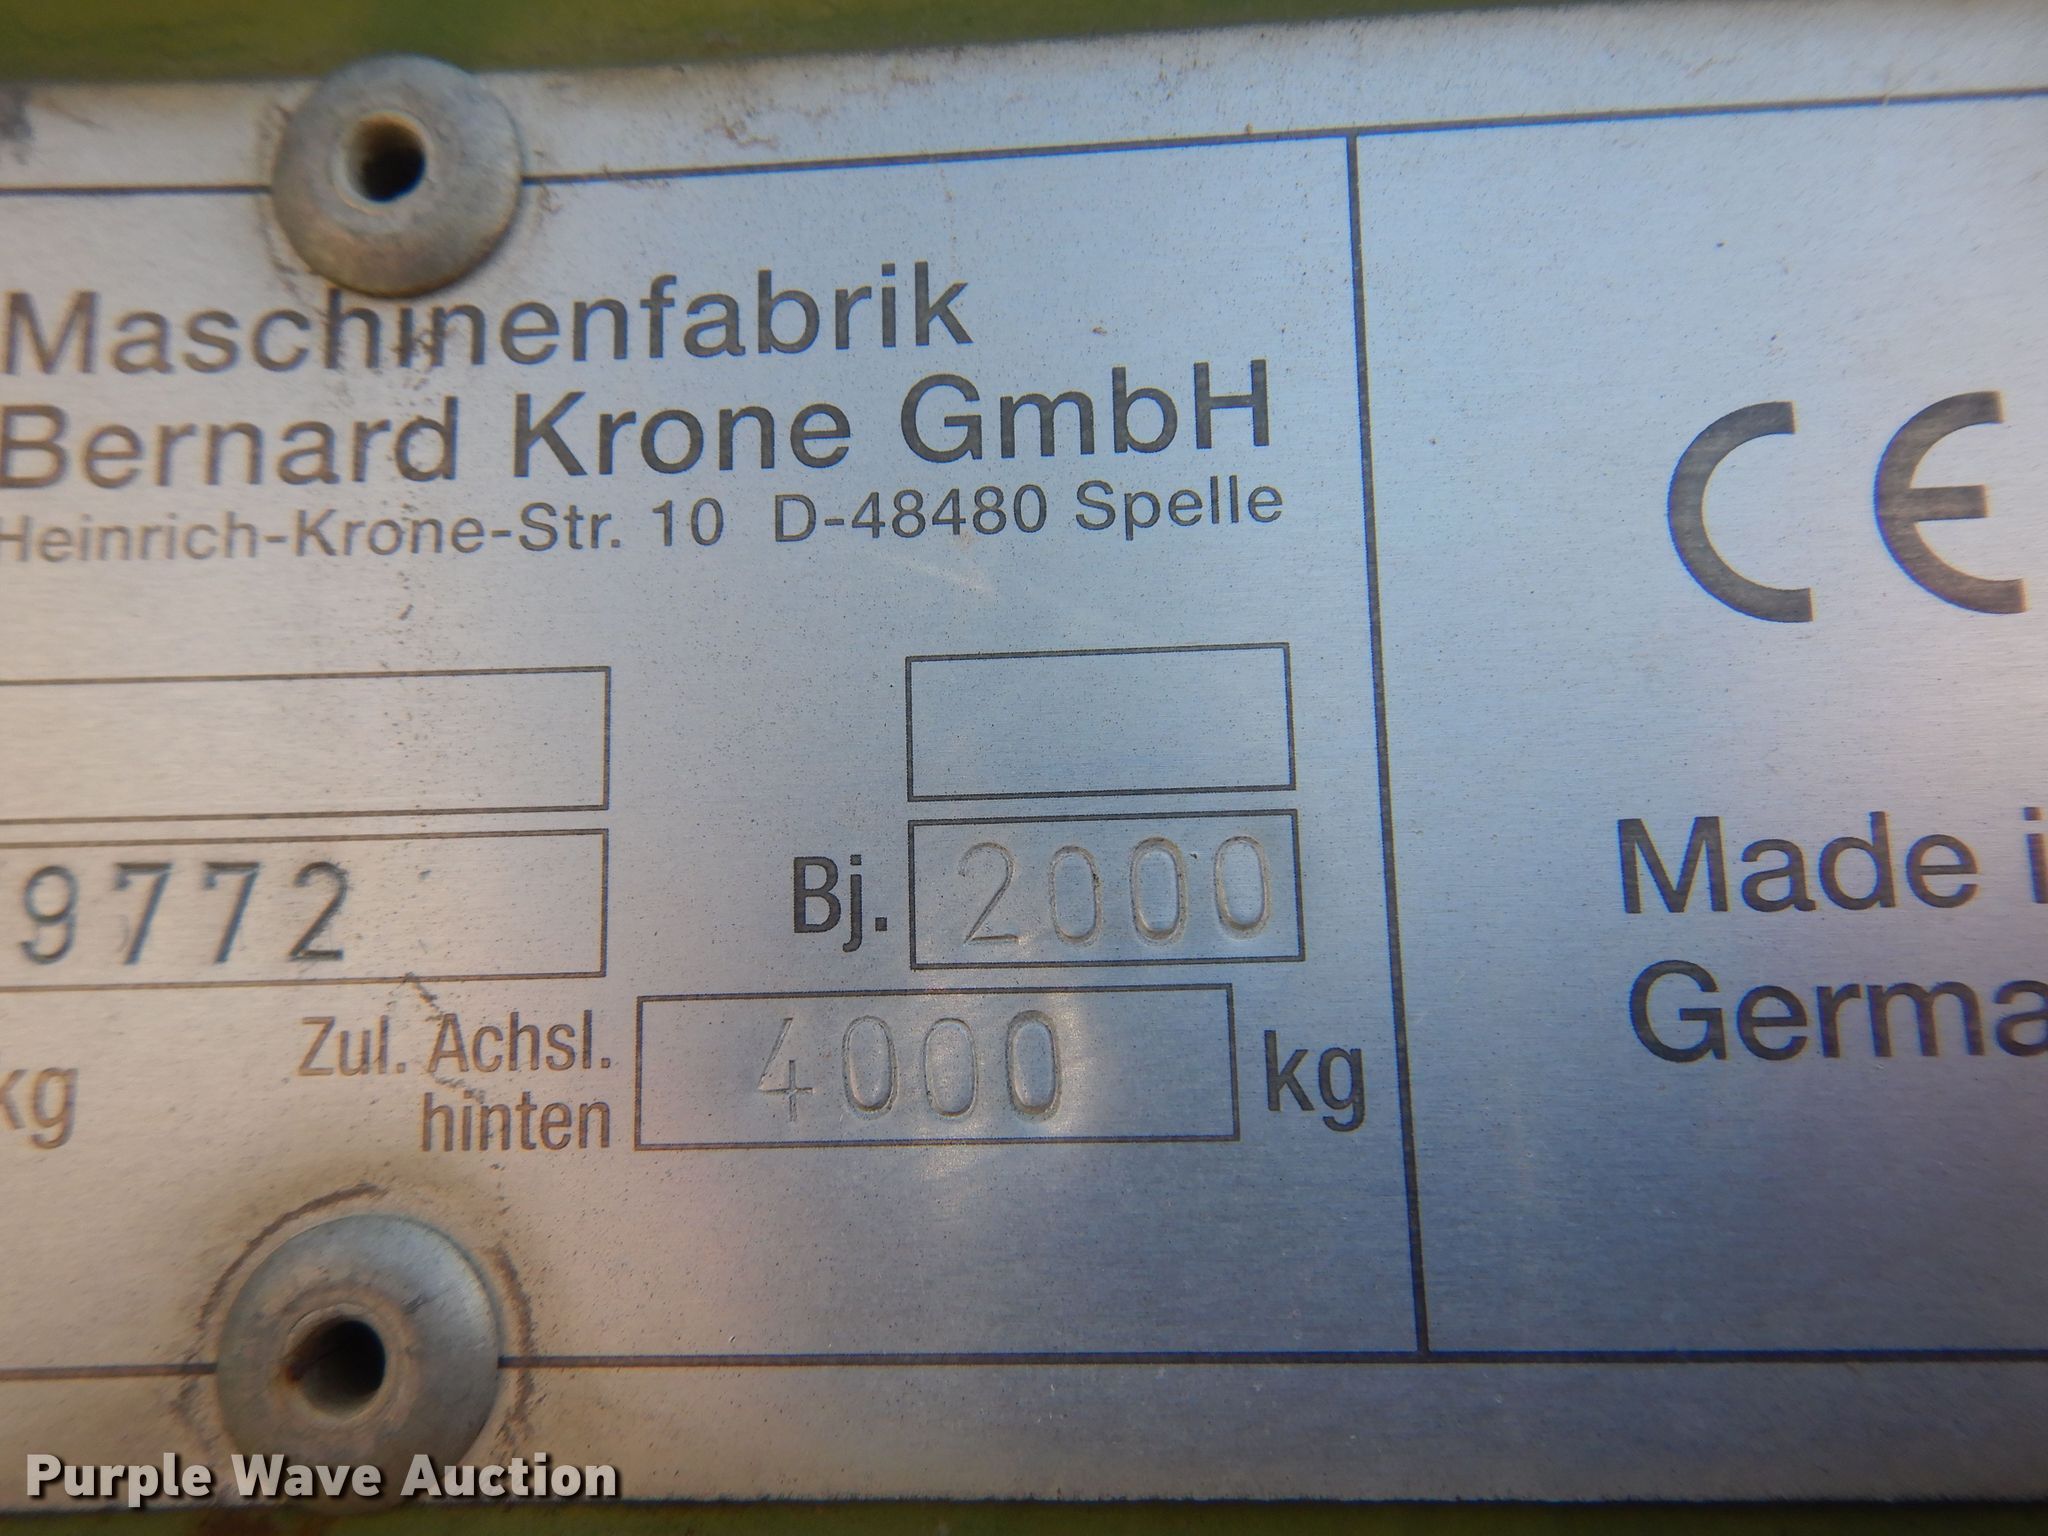 Maschinenfabrik
Bernard Krone GmbH
Heinrich-Krone-Str. 10 D-48480 Spelle
CE
9772
Bj. 2000
Made i
Germa
kg
Zul. Achsl.
hinten
4000 kg
Purple Wave Auction